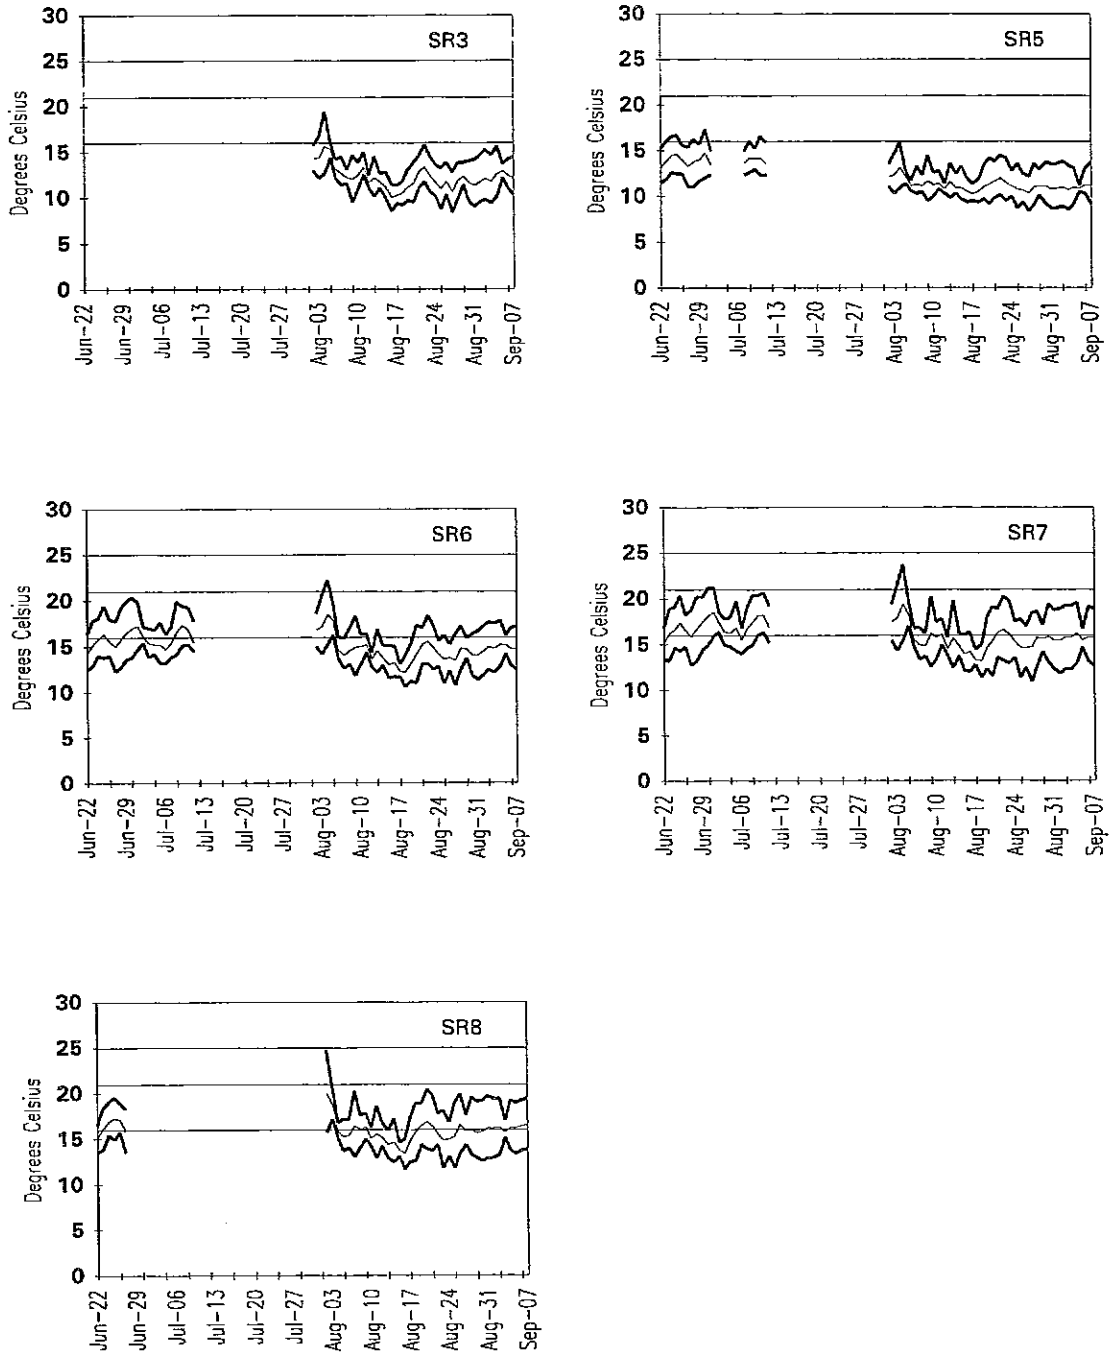 SR3
30
25
20
15
10
5
0
Degrees Celsius
Jun-22
Jun-29
Jul-06
Jul-13
Jul-20
Jul-27
Aug-03
Aug-10
Aug-17
Aug-24
Aug-31
Sep-07
SR5
30
25
20
15
10
5
0
Degrees Celsius
Jun-22
Jun-29
Jul-06
Jul-13
Jul-20
Jul-27
Aug-03
Aug-10
Aug-17
Aug-24
Aug-31
Sep-07
SR6
30
25
20
15
10
5
0
Degrees Celsius
Jun-22
Jun-29
Jul-06
Jul-13
Jul-20
Jul-27
Aug-03
Aug-10
Aug-17
Aug-24
Aug-31
Sep-07
SR7
30
25
20
15
10
5
0
Degrees Celsius
Jun-22
Jun-29
Jul-06
Jul-13
Jul-20
Jul-27
Aug-03
Aug-10
Aug-17
Aug-24
Aug-31
Sep-07
SR8
30
25
20
15
10
5
0
Degrees Celsius
Jun-22
Jun-29
Jul-06
Jul-13
Jul-20
Jul-27
Aug-03
Aug-10
Aug-17
Aug-24
Aug-31
Sep-07